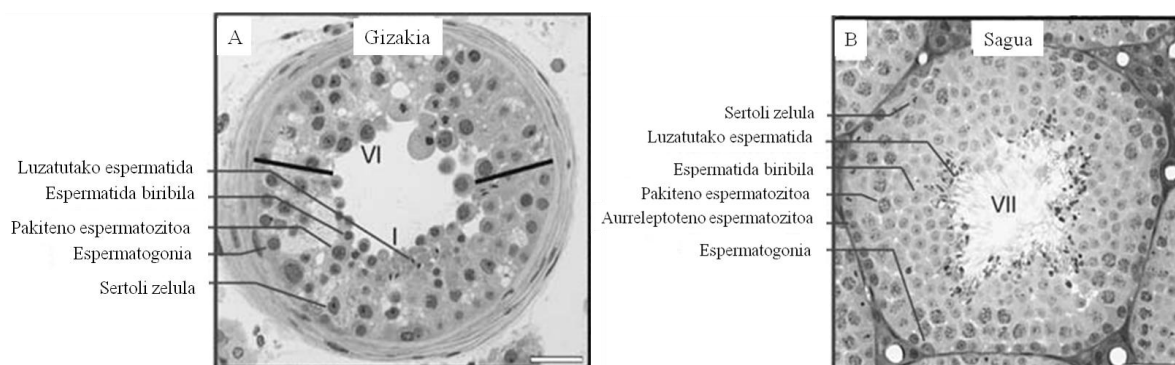 A
Gizakia
VI
I
Luzatutako espermatida
Espermatida biribila
Pakiteno espermatozitoa
Espermatogonia
Sertoli zelula
B
Sagua
VII
Sertoli zelula
Luzatutako espermatida
Espermatida biribila
Pakiteno espermatozitoa
Aurreleptoteno espermatozitoa
Espermatogonia